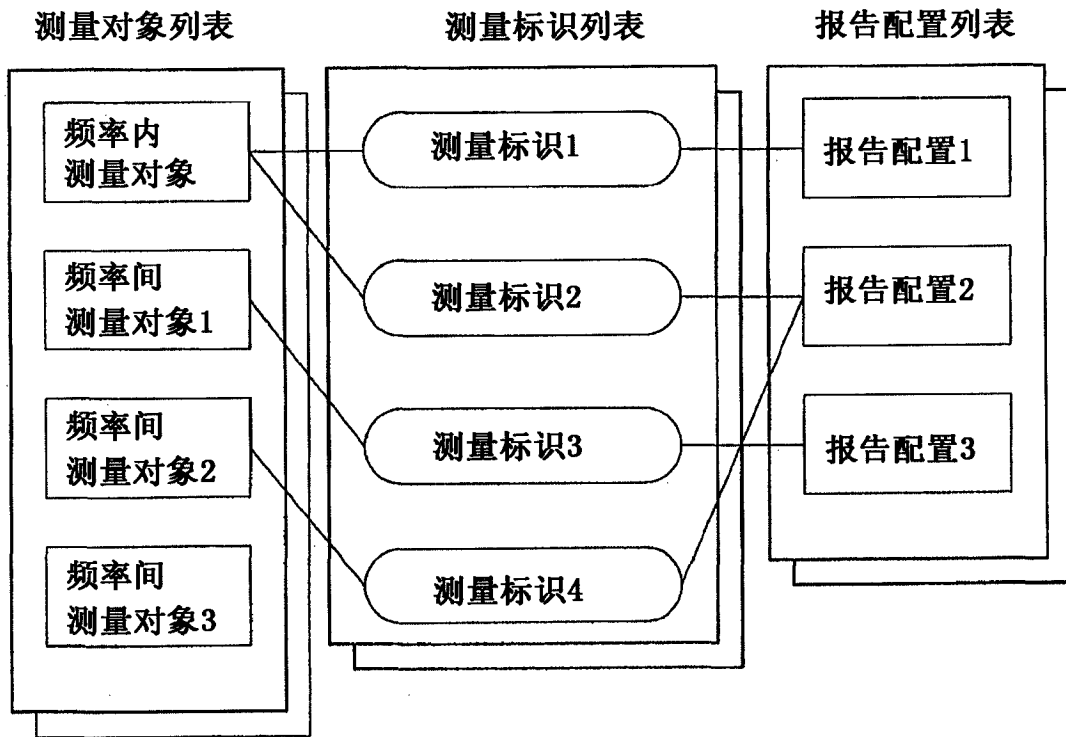 测量对象列表
测量标识列表
报告配置列表
频率内
测量对象
频率间
测量对象1
频率间
测量对象2
频率间
测量对象3
测量标识1
测量标识2
测量标识3
测量标识4
报告配置1
报告配置2
报告配置3